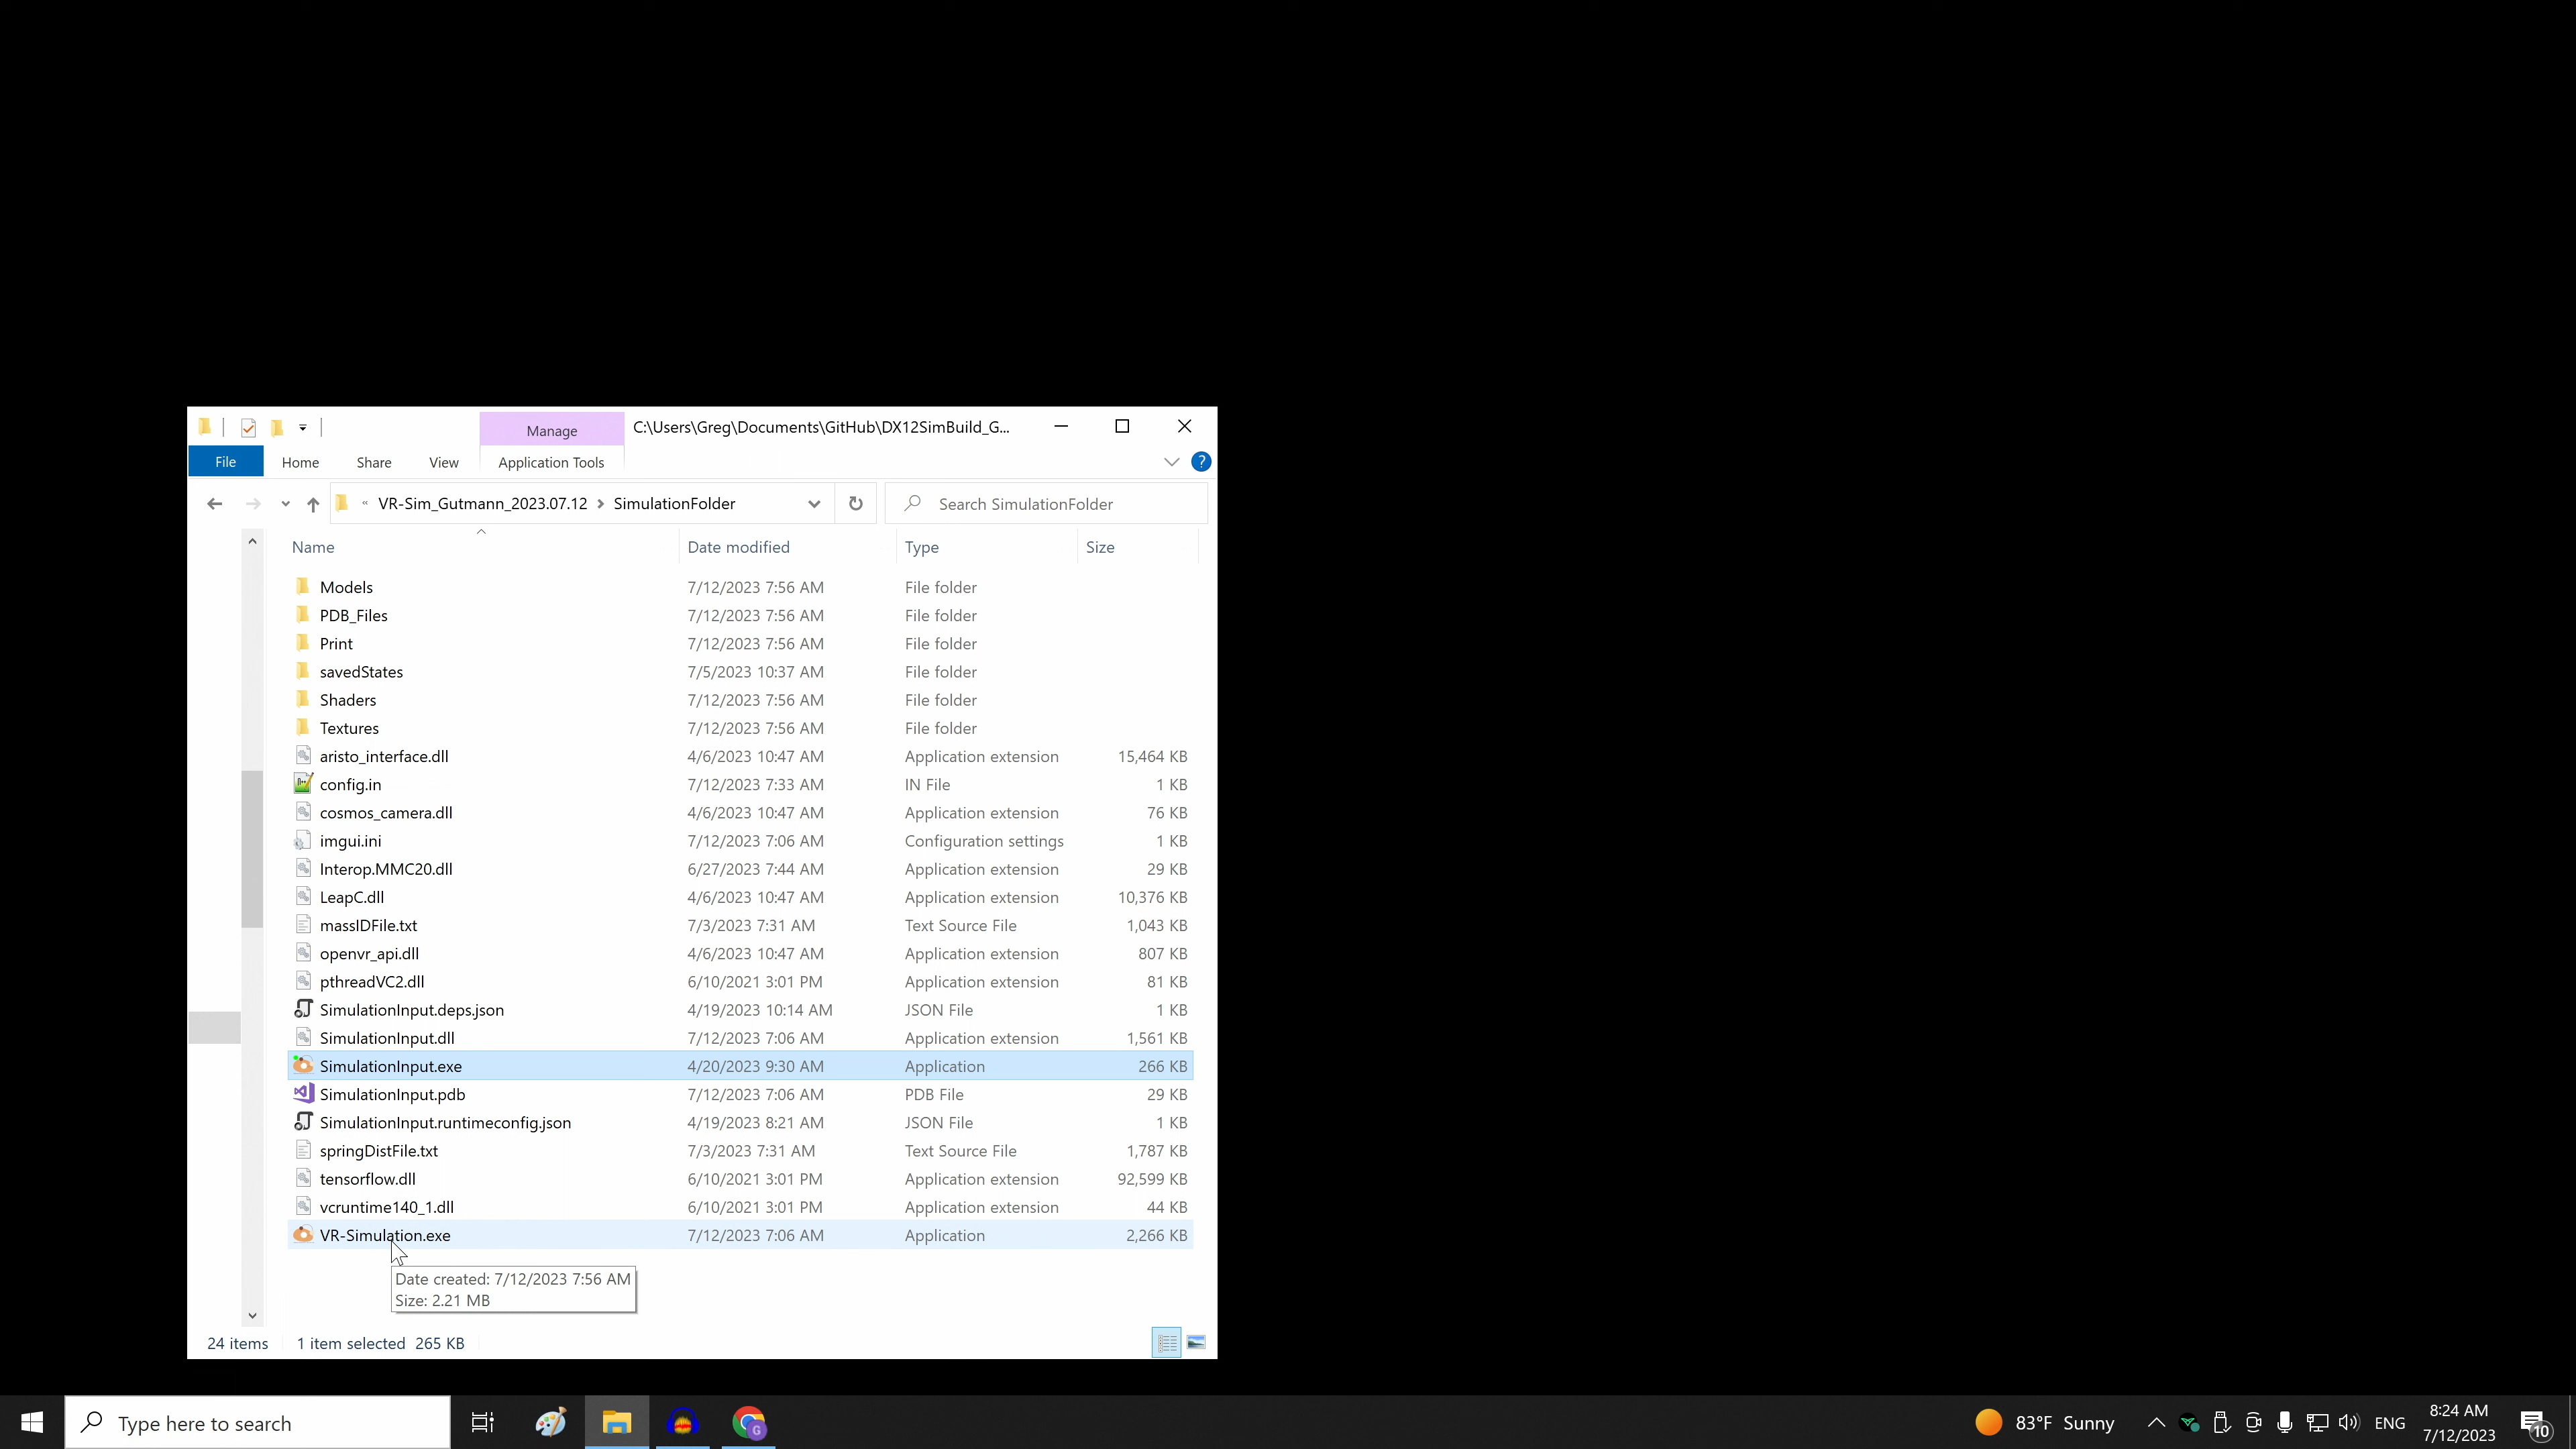 Manage
C:\Users\Greg\Documents\GitHub\DX12SimBuild_G...
File
Home
Share
View
Application Tools
?
« VR-Sim_Gutmann_2023.07.12 > SimulationFolder
Search SimulationFolder
Name Date modified Type Size
Models 7/12/2023 7:56 AM File folder
PDB_Files 7/12/2023 7:56 AM File folder
Print 7/12/2023 7:56 AM File folder
savedStates 7/5/2023 10:37 AM File folder
Shaders 7/12/2023 7:56 AM File folder
Textures 7/12/2023 7:56 AM File folder
aristo_interface.dll 4/6/2023 10:47 AM Application extension 15,464 KB
config.in 7/12/2023 7:33 AM IN File 1 KB
cosmos_camera.dll 4/6/2023 10:47 AM Application extension 76 KB
imgui.ini 7/12/2023 7:06 AM Configuration settings 1 KB
Interop.MMC20.dll 6/27/2023 7:44 AM Application extension 29 KB
LeapC.dll 4/6/2023 10:47 AM Application extension 10,376 KB
massIDFile.txt 7/3/2023 7:31 AM Text Source File 1,043 KB
openvr_api.dll 4/6/2023 10:47 AM Application extension 807 KB
pthreadVC2.dll 6/10/2021 3:01 PM Application extension 81 KB
SimulationInput.deps.json 4/19/2023 10:14 AM JSON File 1 KB
SimulationInput.dll 7/12/2023 7:06 AM Application extension 1,561 KB
SimulationInput.exe 4/20/2023 9:30 AM Application 266 KB
SimulationInput.pdb 7/12/2023 7:06 AM PDB File 29 KB
SimulationInput.runtimeconfig.json 4/19/2023 8:21 AM JSON File 1 KB
springDistFile.txt 7/3/2023 7:31 AM Text Source File 1,787 KB
tensorflow.dll 6/10/2021 3:01 PM Application extension 92,599 KB
vcruntime140_1.dll 6/10/2021 3:01 PM Application extension 44 KB
VR-Simulation.exe 7/12/2023 7:06 AM Application 2,266 KB
Date created: 7/12/2023 7:56 AM
Size: 2.21 MB
24 items 1 item selected 265 KB
Type here to search
G
83°F Sunny
ENG
8:24 AM
7/12/2023
10